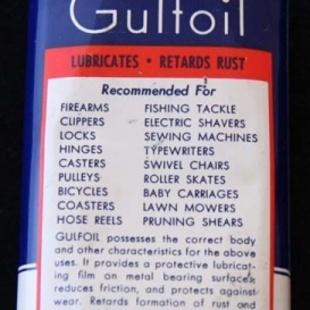 Gulfoil
LUBRICATES • RETARDS RUST
Recommended For
FIREARMS FISHING TACKLE
CLIPPERS ELECTRIC SHAVERS
LOCKS SEWING MACHINES
HINGES TYPEWRITERS
CASTERS SWIVEL CHAIRS
PULLEYS ROLLER SKATES
BICYCLES BABY CARRIAGES
COASTERS LAWN MOWERS
HOSE REELS PRUNING SHEARS
GULFOIL possesses the correct body
and other characteristics for the above
uses. It provides a protective lubricat-
ing film on metal bearing surfaces,
reduces friction, and protects against
wear. Retards formation of rust and